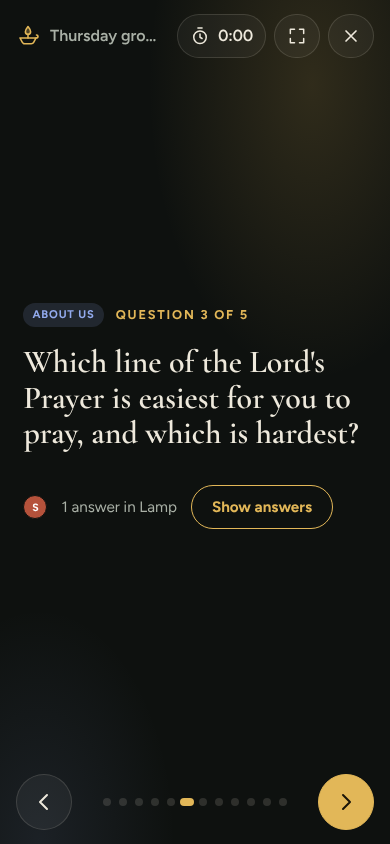 Thursday gro...
0:00
ABOUT US
QUESTION 3 OF 5
Which line of the Lord's
Prayer is easiest for you to
pray, and which is hardest?
S
1 answer in Lamp
Show answers